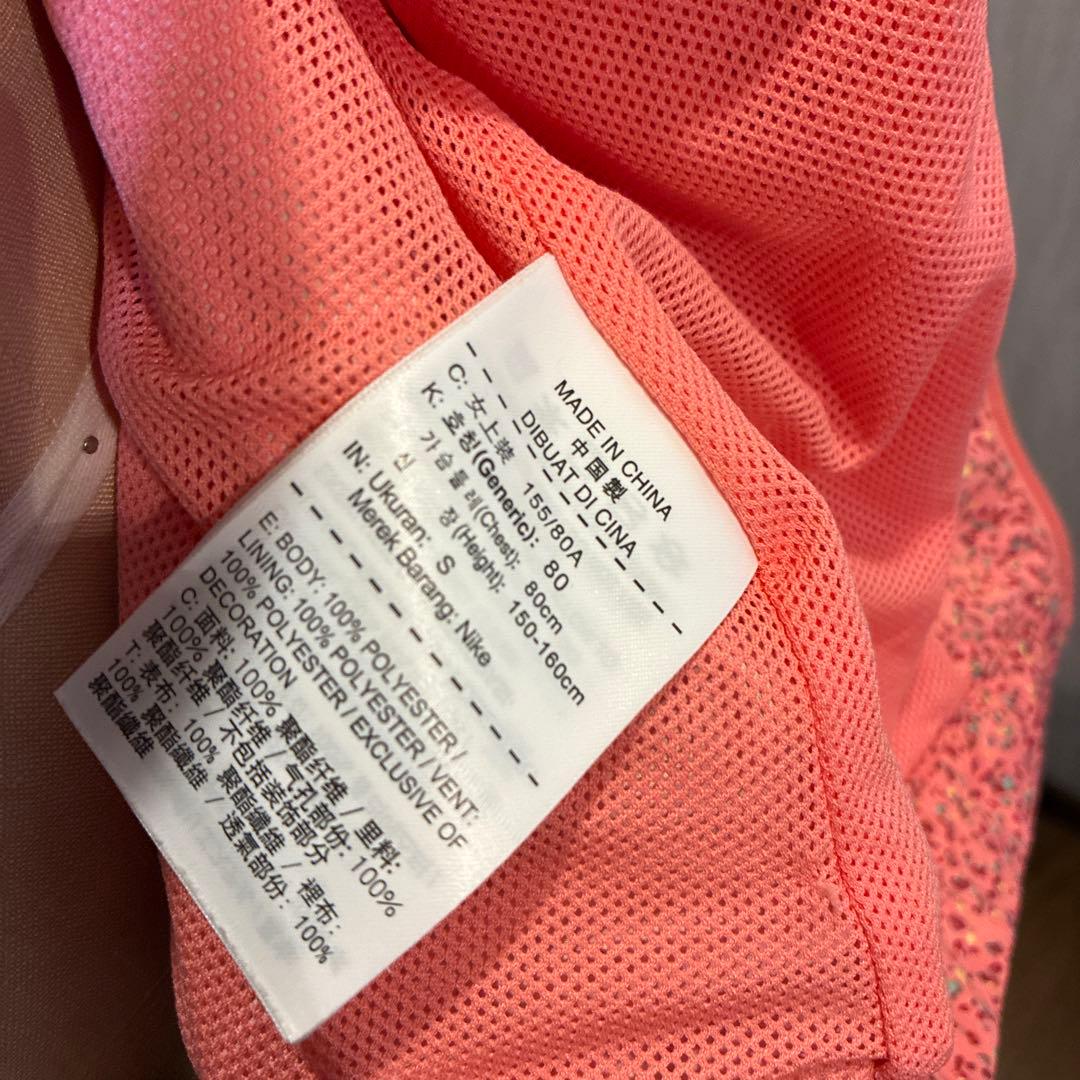 MADE IN CHINA
中国製
DIBUAT DI CINA
C: 女上装 155/80A
K: 호칭(Generic): 80
가슴둘레(Chest): 80cm
신장(Height): 150-160cm
IN: Ukuran: S
Merek Barang: Nike
E: BODY: 100% POLYESTER /
LINING: 100% POLYESTER / VENT:
100% POLYESTER / EXCLUSIVE OF
DECORATION
C: 面料: 100% 聚酯纤维 / 里料:
100% 聚酯纤维 / 气孔部份: 100%
聚酯纤维 / 不包括装饰部分
T: 表布: 100% 聚酯纖維 / 裡布:
100% 聚酯纖維 / 透氣部份: 100%
聚酯纖維